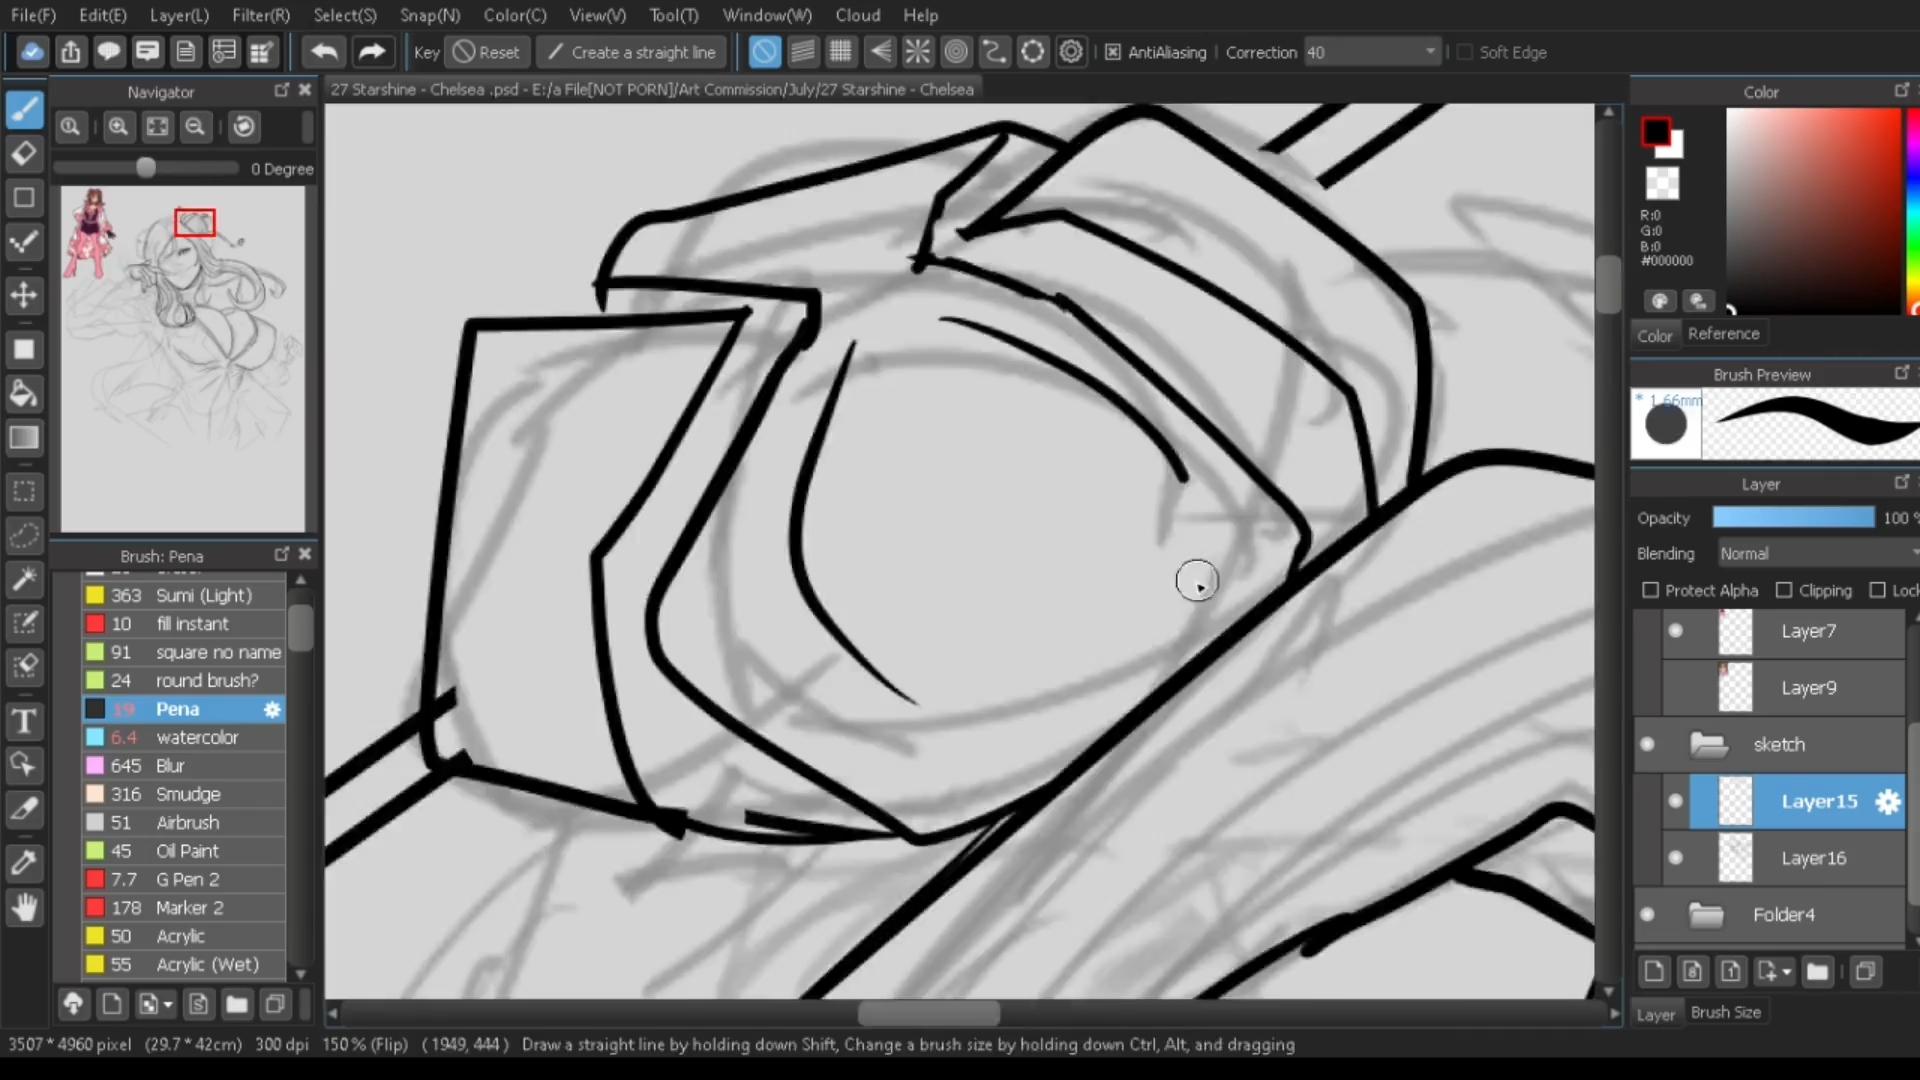 File(F) Edit(E) Layer(L) Filter(R) Select(S) Snap(N) Color(C) View(V) Tool(T) Window(W) Cloud Help
Key Reset Create a straight line AntiAliasing Correction 40 Soft Edge
Navigator
27 Starshine - Chelsea .psd - E:/a File[NOT PORN]/Art Commission/July/27 Starshine - Chelsea
0 Degree
Brush: Pena
363 Sumi (Light)
10 fill instant
91 square no name
24 round brush?
19 Pena
6.4 watercolor
645 Blur
316 Smudge
51 Airbrush
45 Oil Paint
7.7 G Pen 2
178 Marker 2
50 Acrylic
55 Acrylic (Wet)
Color
R:0
G:0
B:0
#000000
Color Reference
Brush Preview
* 1.66mm
Layer
Opacity 100 %
Blending Normal
Protect Alpha Clipping Lock
Layer7
Layer9
sketch
Layer15
Layer16
Folder4
Layer Brush Size
3507 * 4960 pixel (29.7 * 42cm) 300 dpi 150 % (Flip) ( 1949, 444 ) Draw a straight line by holding down Shift, Change a brush size by holding down Ctrl, Alt, and dragging